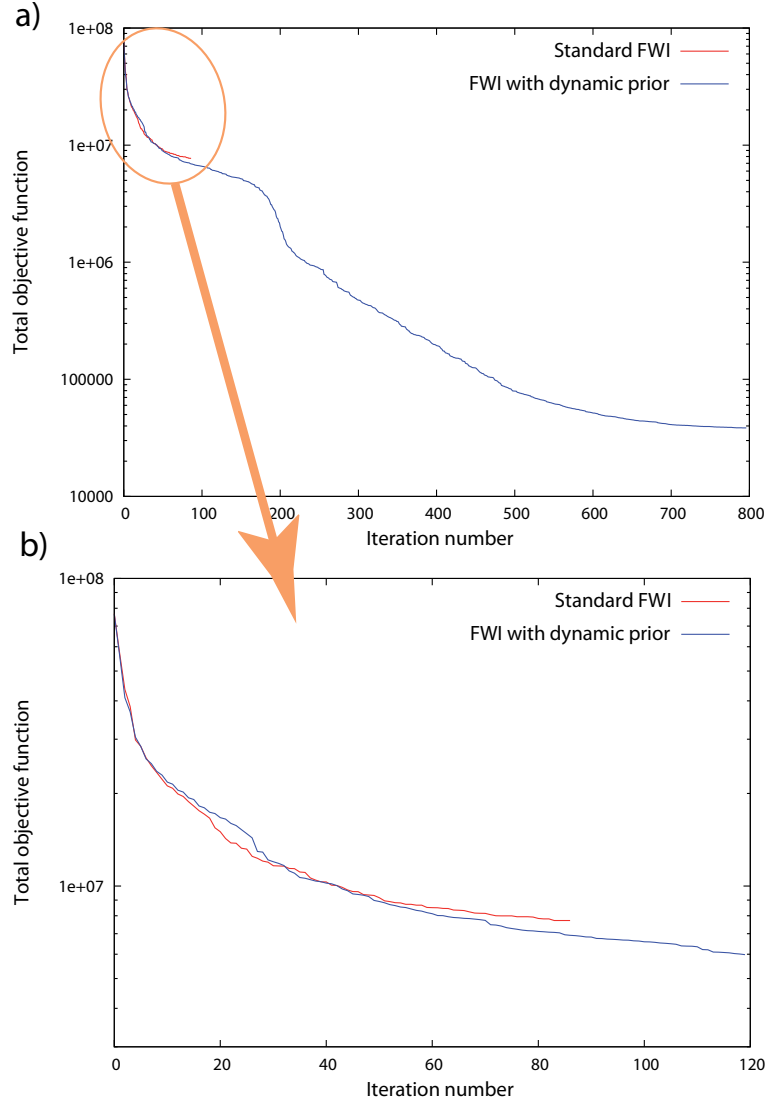 a)
1e+08
1e+07
1e+06
100000
10000
Total objective function
Standard FWI
FWI with dynamic prior
0 100 200 300 400 500 600 700 800
Iteration number
b)
1e+08
1e+07
Total objective function
Standard FWI
FWI with dynamic prior
0 20 40 60 80 100 120
Iteration number